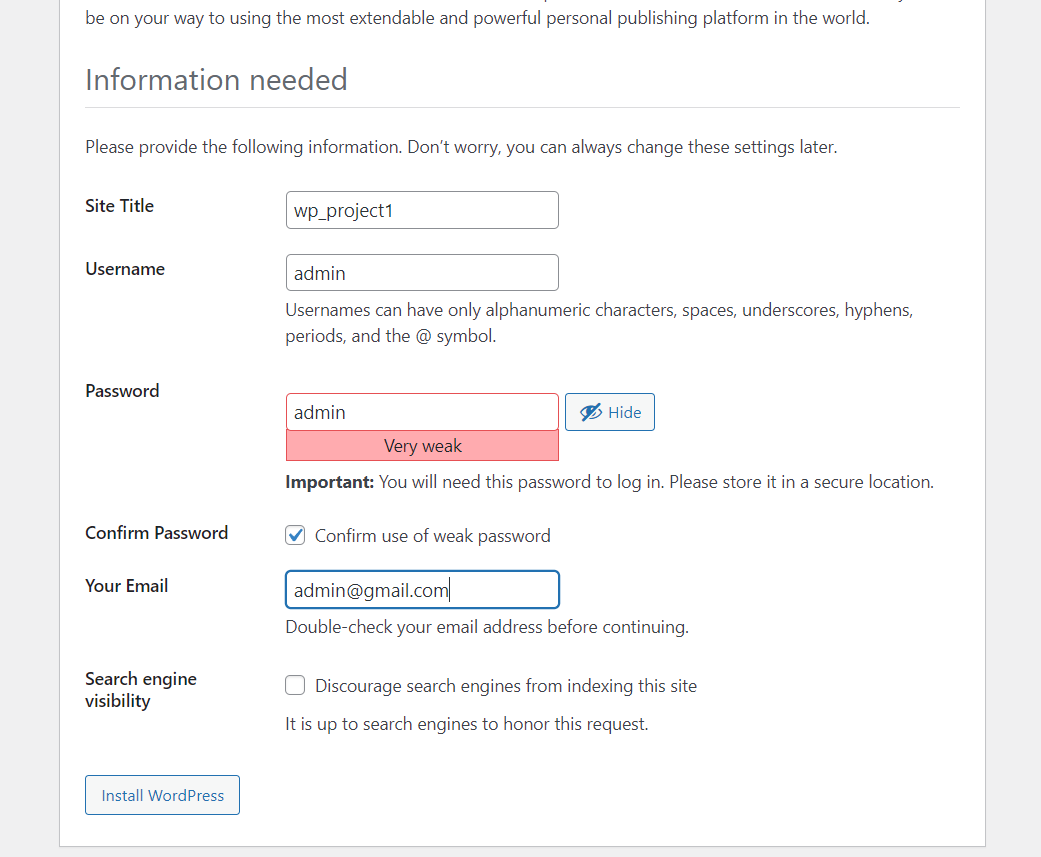 be on your way to using the most extendable and powerful personal publishing platform in the world.
Information needed
Please provide the following information. Don’t worry, you can always change these settings later.
Site Title
wp_project1
Username
admin
Usernames can have only alphanumeric characters, spaces, underscores, hyphens,
periods, and the @ symbol.
Password
admin
Hide
Very weak
Important: You will need this password to log in. Please store it in a secure location.
Confirm Password
Confirm use of weak password
Your Email
admin@gmail.com
Double-check your email address before continuing.
Search engine
visibility
Discourage search engines from indexing this site
It is up to search engines to honor this request.
Install WordPress